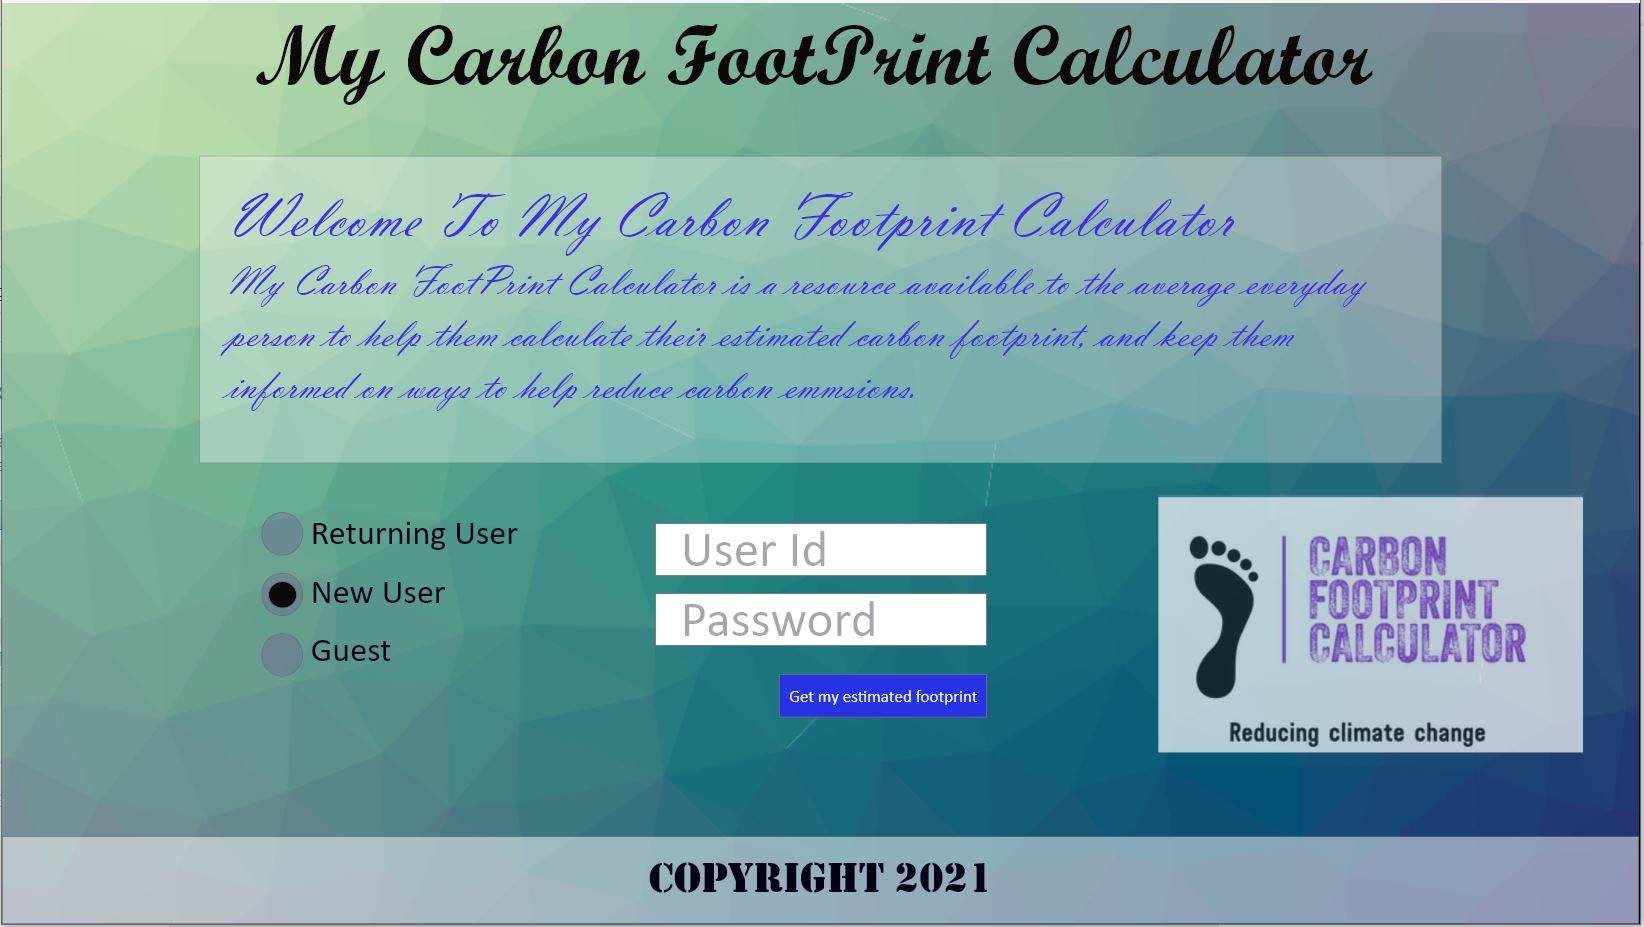 My Carbon FootPrint Calculator
Welcome To My Carbon Footprint Calculator
My Carbon FootPrint Calculator is a resource available to the average everyday
person to help them calculate their estimated carbon footprint, and keep them
informed on ways to help reduce carbon emmsions.
Returning User
New User
Guest
User Id
Password
Get my estimated footprint
CARBON
FOOTPRINT
CALCULATOR
Reducing climate change
COPYRIGHT 2021